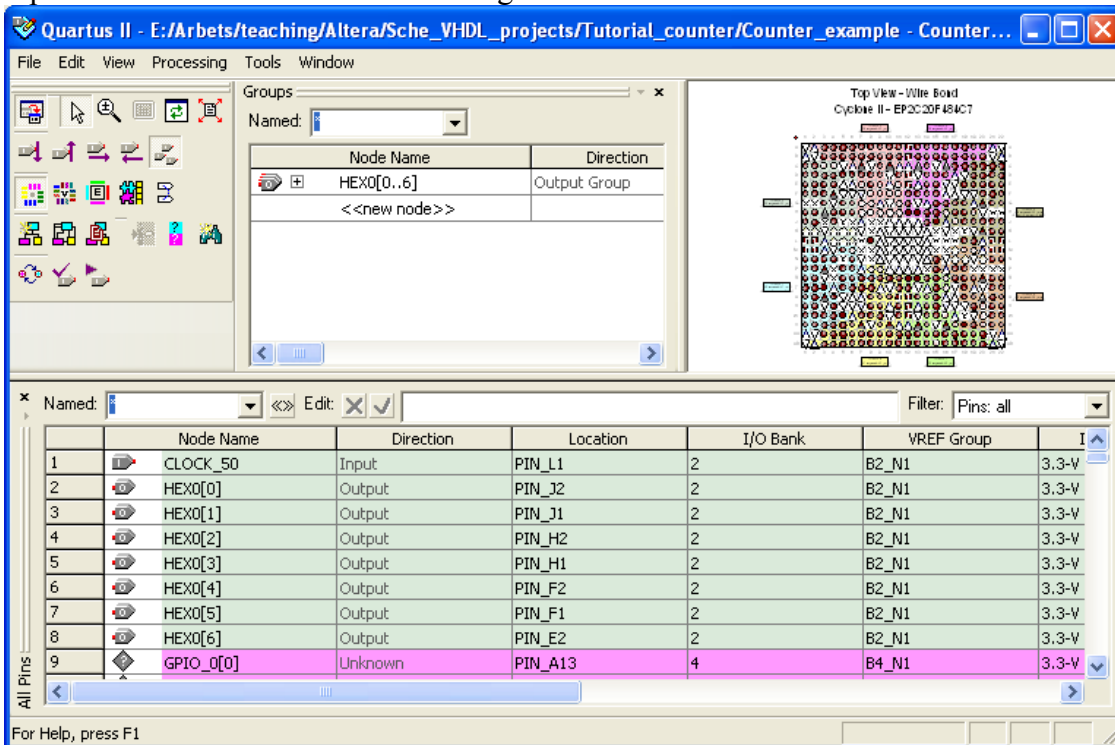 Quartus II - E:/Arbets/teaching/Altera/Sche_VHDL_projects/Tutorial_counter/Counter_example - Counter...
File Edit View Processing Tools Window
Groups
Named: *
Node Name Direction
HEX0[0..6] Output Group
<<new node>>
Top View - Wire Bond
Cyclone II - EP2C20F484C7
Named: * «» Edit: Filter: Pins: all
Node Name Direction Location I/O Bank VREF Group I
1 CLOCK_50 Input PIN_L1 2 B2_N1 3.3-V
2 HEX0[0] Output PIN_J2 2 B2_N1 3.3-V
3 HEX0[1] Output PIN_J1 2 B2_N1 3.3-V
4 HEX0[2] Output PIN_H2 2 B2_N1 3.3-V
5 HEX0[3] Output PIN_H1 2 B2_N1 3.3-V
6 HEX0[4] Output PIN_F2 2 B2_N1 3.3-V
7 HEX0[5] Output PIN_F1 2 B2_N1 3.3-V
8 HEX0[6] Output PIN_E2 2 B2_N1 3.3-V
9 GPIO_0[0] Unknown PIN_A13 4 B4_N1 3.3-V
All Pins
For Help, press F1